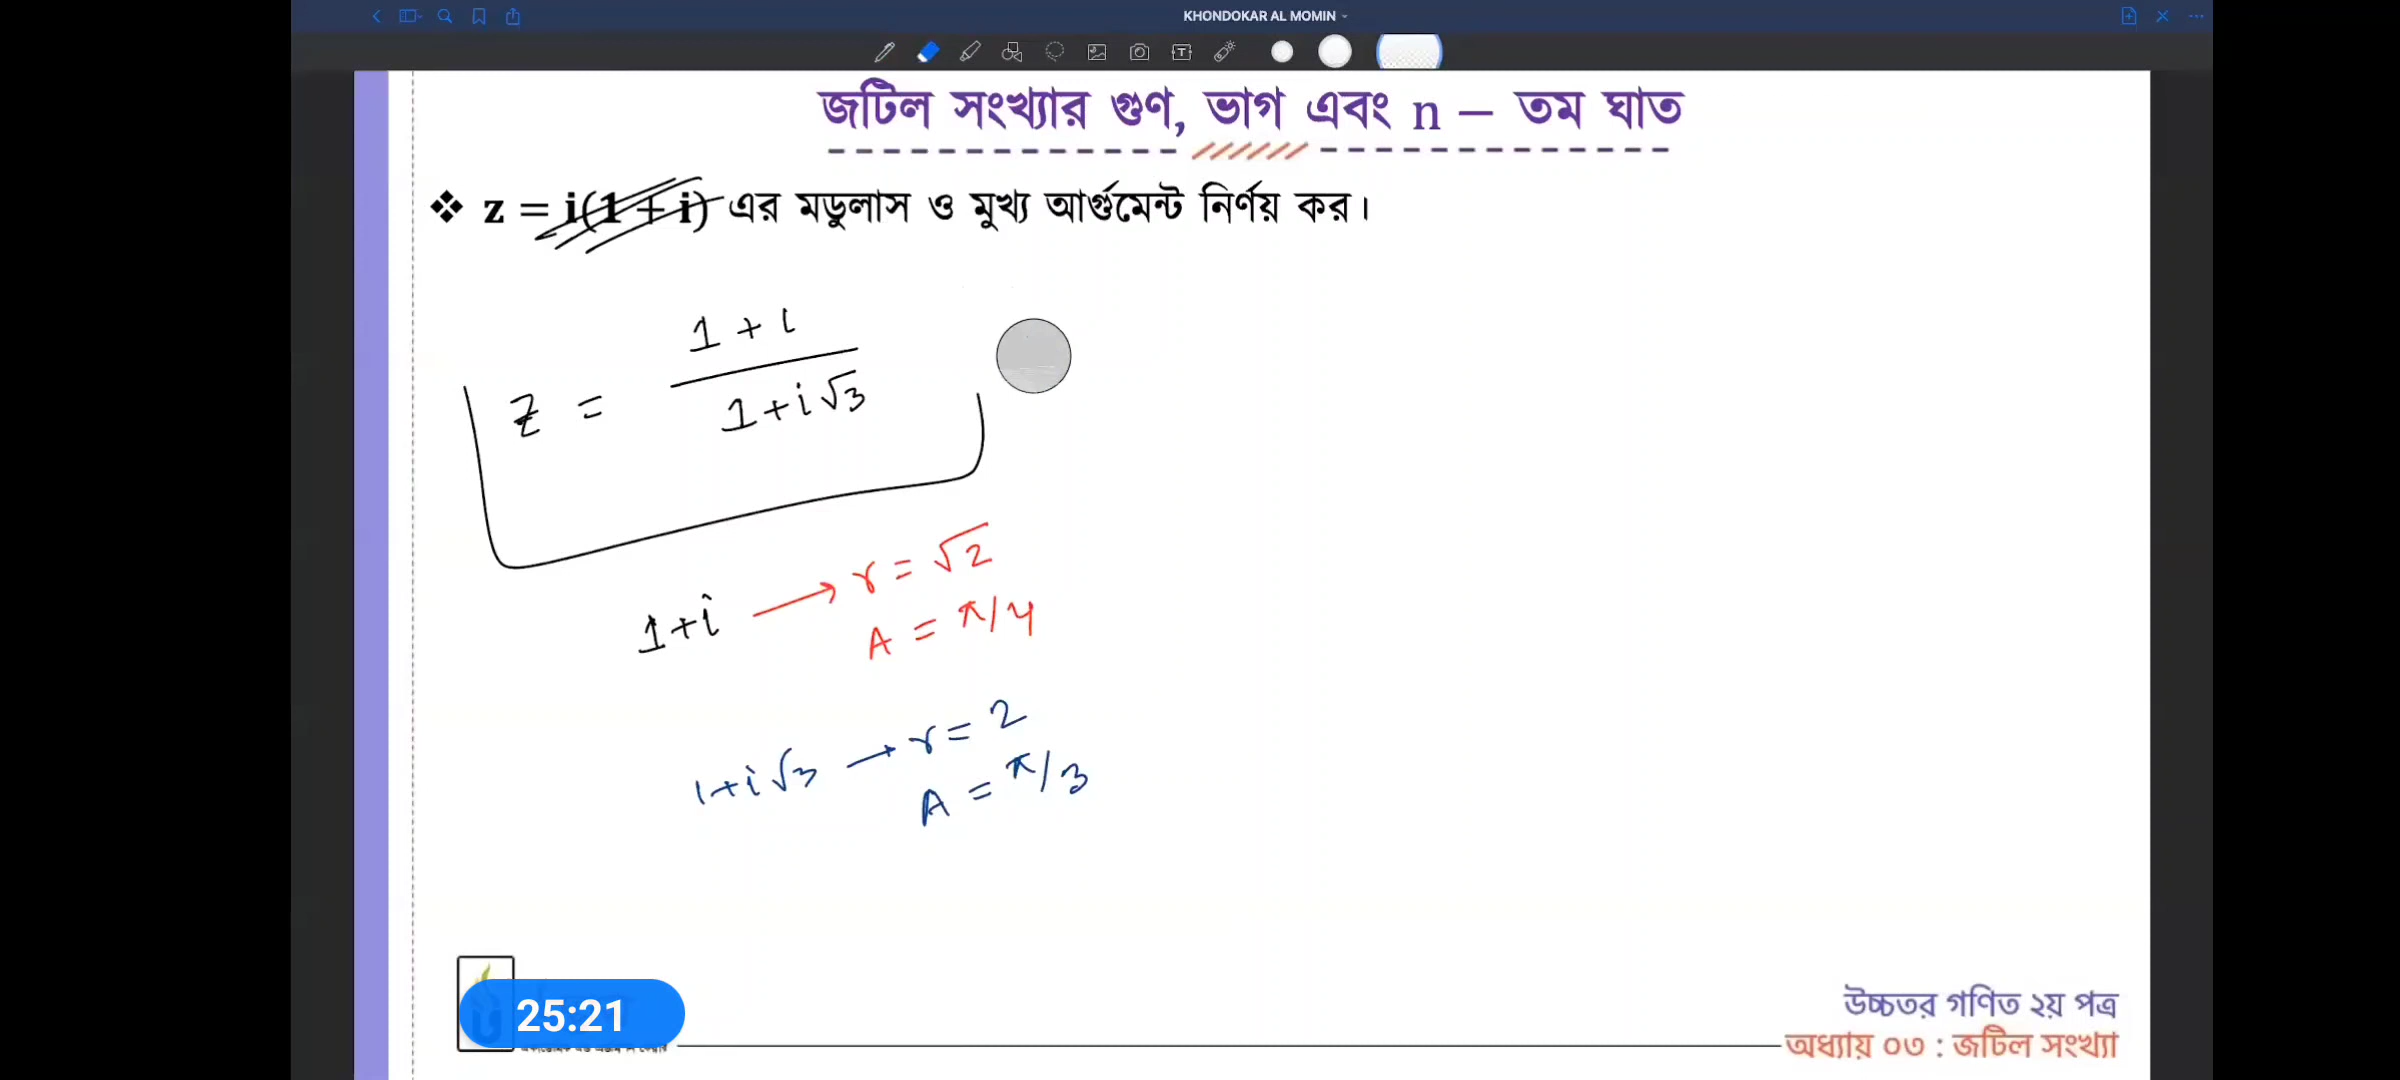 KHONDOKAR AL MOMIN
জটিল সংখ্যার গুণ, ভাগ এবং n – তম ঘাত
❖ z = i(1 + i) এর মডুলাস ও মুখ্য আর্গুমেন্ট নির্ণয় কর।
1 + i
z =
1 + i√3
1+i → r = √2
A = π/4
1+i√3 → r = 2
A = π/3
25:21
উচ্চতর গণিত ২য় পত্র
অধ্যায় ০৩ : জটিল সংখ্যা